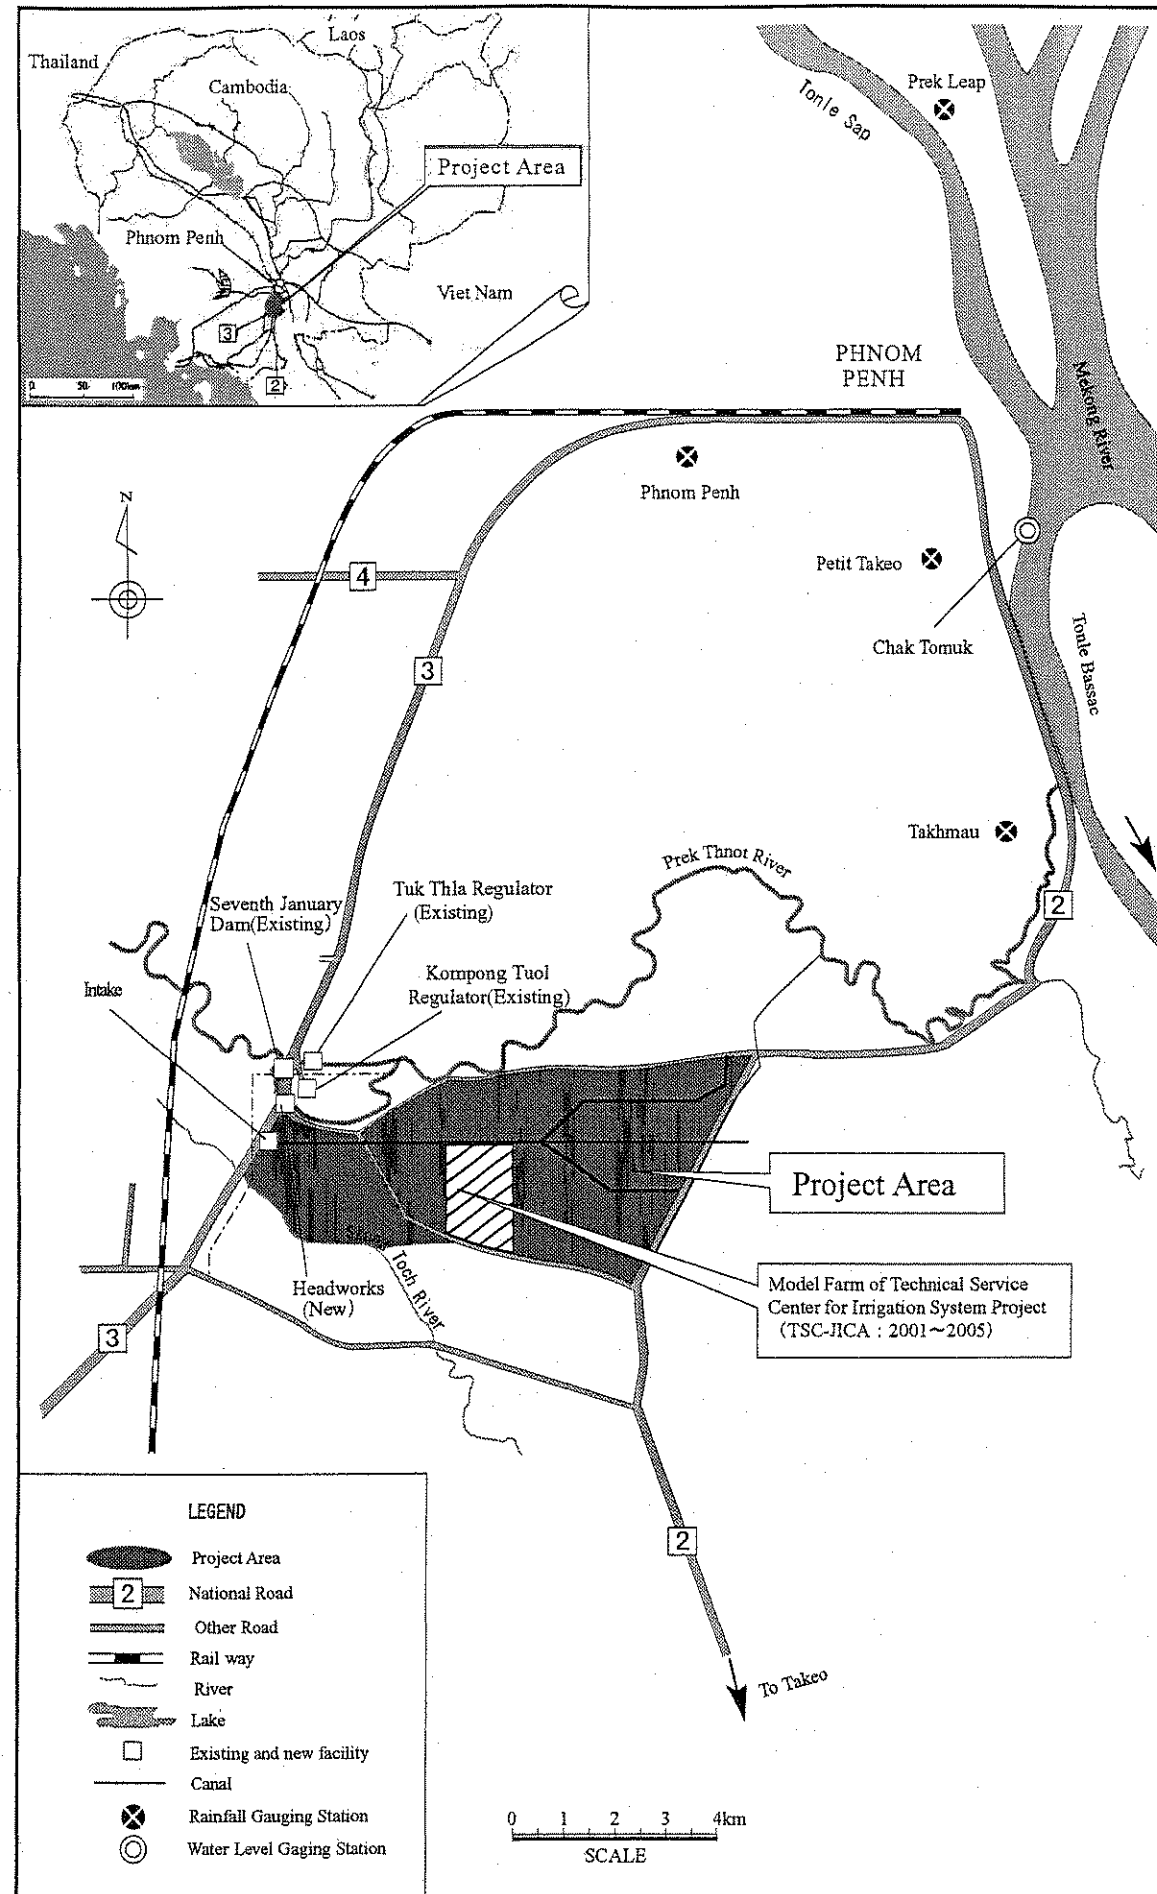 Laos
Thailand
Cambodia
Project Area
Phnom Penh
Viet Nam
3
2
0 50 100km
Tonle Sap
Prek Leap
PHNOM
PENH
Mekong River
N
Phnom Penh
4
Petit Takeo
3
Chak Tomuk
Tonle Bassac
Takhmau
Prek Thnot River
2
Tuk Thla Regulator
(Existing)
Seventh January
Dam(Existing)
Kompong Tuol
Regulator(Existing)
Intake
Project Area
Toch River
Headworks
(New)
Model Farm of Technical Service
Center for Irrigation System Project
(TSC-JICA : 2001~2005)
3
2
To Takeo
LEGEND
Project Area
2 National Road
Other Road
Rail way
River
Lake
Existing and new facility
Canal
Rainfall Gauging Station
Water Level Gaging Station
0 1 2 3 4km
SCALE